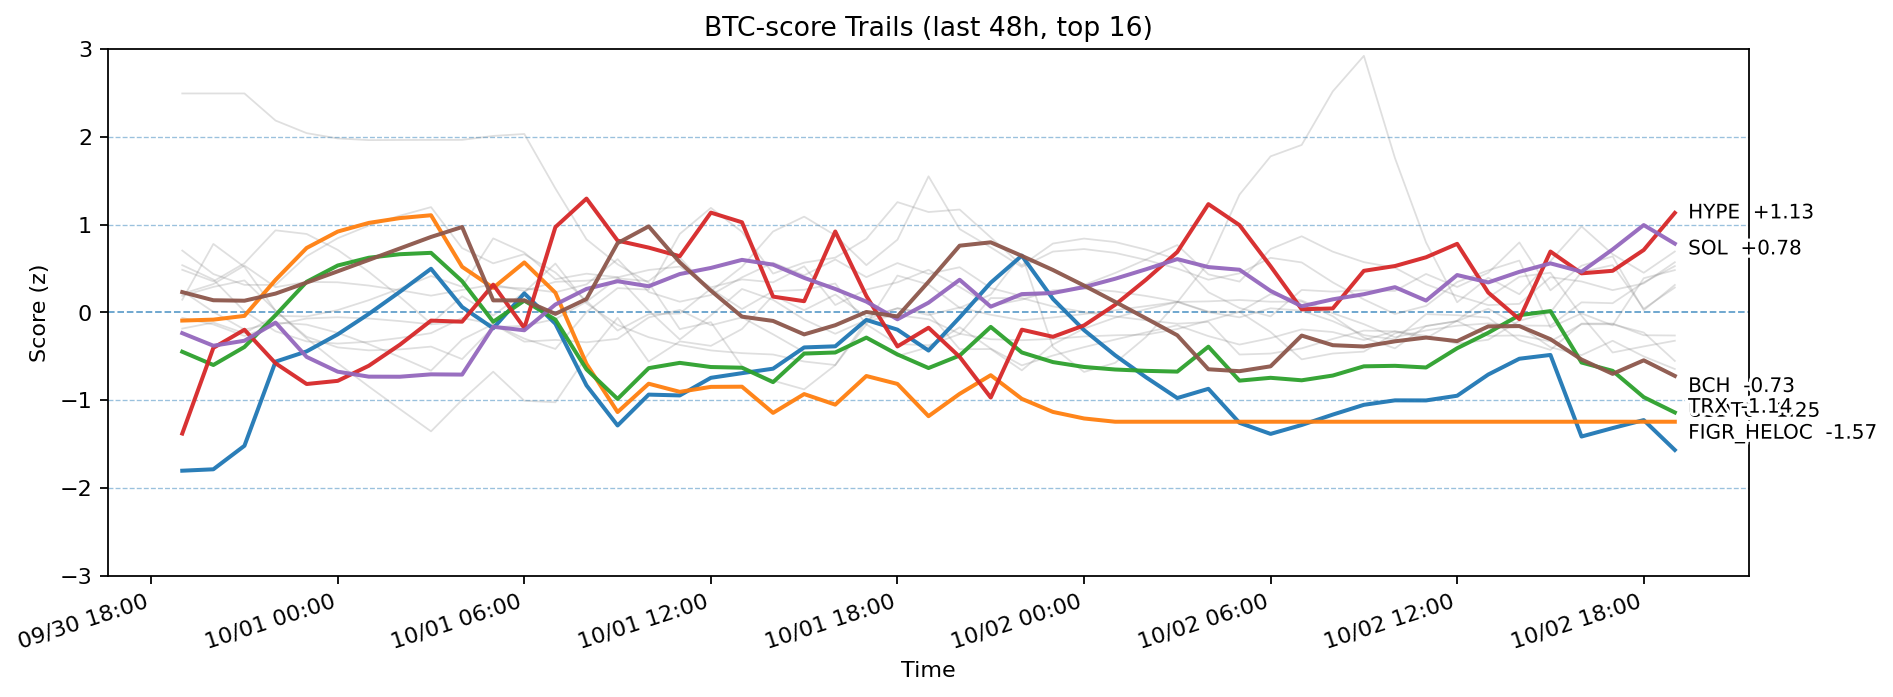 BTC-score Trails (last 48h, top 16)
Score (z)
3
2
1
0
−1
−2
−3
HYPE +1.13
SOL +0.78
BCH -0.73
TRX -1.14
.25
FIGR_HELOC -1.57
09/30 18:00
10/01 00:00
10/01 06:00
10/01 12:00
10/01 18:00
10/02 00:00
10/02 06:00
10/02 12:00
10/02 18:00
Time